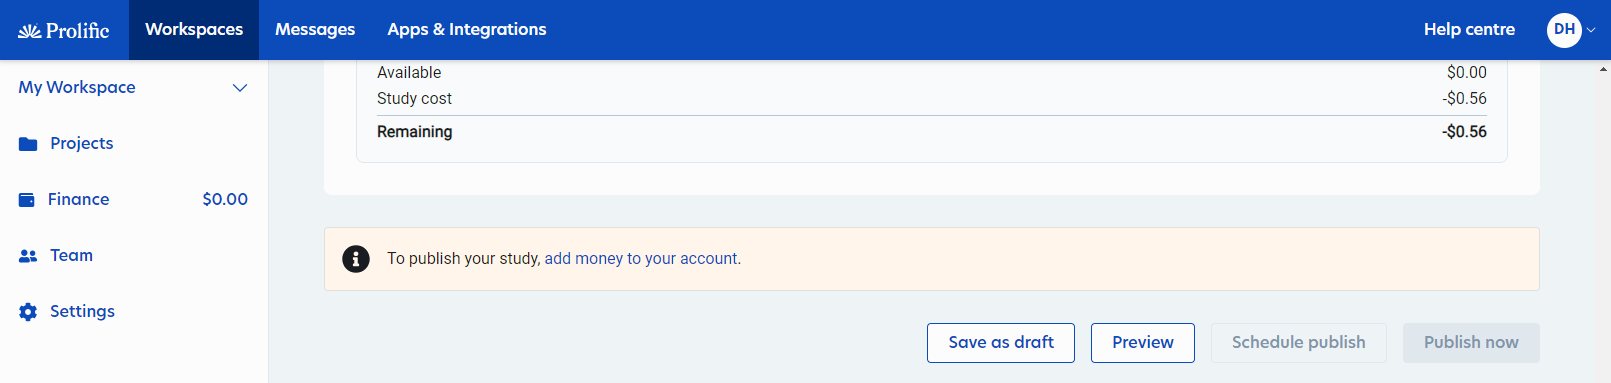 Prolific Workspaces Messages Apps & Integrations Help centre DH
My Workspace
Projects
Finance $0.00
Team
Settings
Available $0.00
Study cost -$0.56
Remaining -$0.56
To publish your study, add money to your account.
Save as draft Preview Schedule publish Publish now